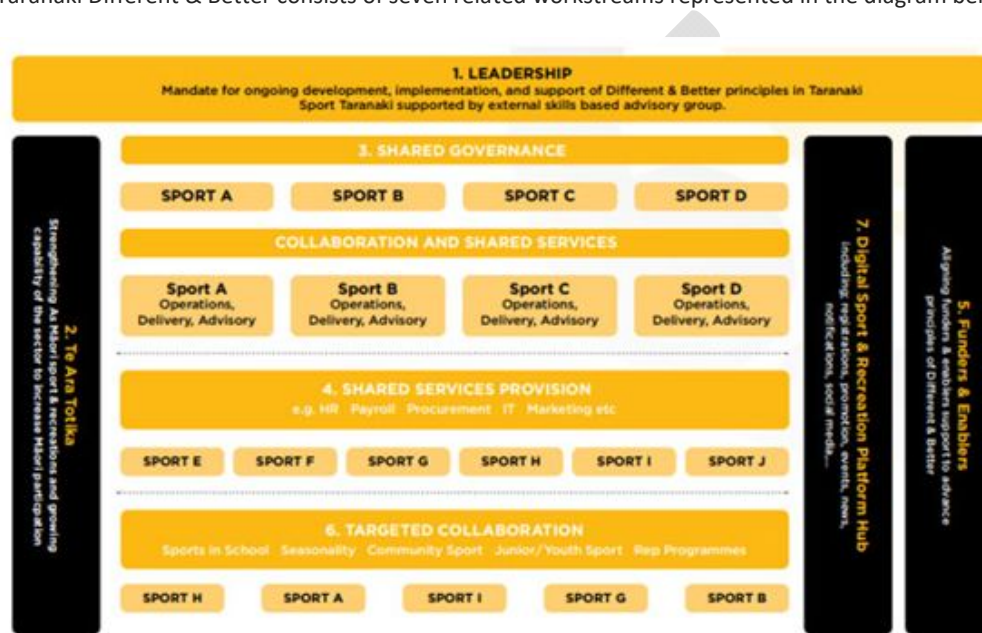 Taranaki Different & Better consists of seven related workstreams represented in the diagram
1. LEADERSHIP
Mandate for ongoing development, implementation, and support of Different & Better principles in Taranaki
Sport Taranaki supported by external skills based advisory group.
2. Te Ara Totika
Strengthening As Māori sport & recreations and growing
capability of the sector to increase Māori participation
3. SHARED GOVERNANCE
SPORT A
SPORT B
SPORT C
SPORT D
COLLABORATION AND SHARED SERVICES
Sport A
Operations,
Delivery, Advisory
Sport B
Operations,
Delivery, Advisory
Sport C
Operations,
Delivery, Advisory
Sport D
Operations,
Delivery, Advisory
4. SHARED SERVICES PROVISION
e.g. HR Payroll Procurement IT Marketing etc
SPORT E
SPORT F
SPORT G
SPORT H
SPORT I
SPORT J
6. TARGETED COLLABORATION
Sports in School Seasonality Community Sport Junior/Youth Sport Rep Programmes
SPORT H
SPORT A
SPORT I
SPORT G
SPORT B
7. Digital Sport & Recreation Platform Hub
including; registrations, promotion, events, news,
notifications, social media,...
5. Funders & Enablers
Aligning funders & enablers support to advance
principles of Different & Better